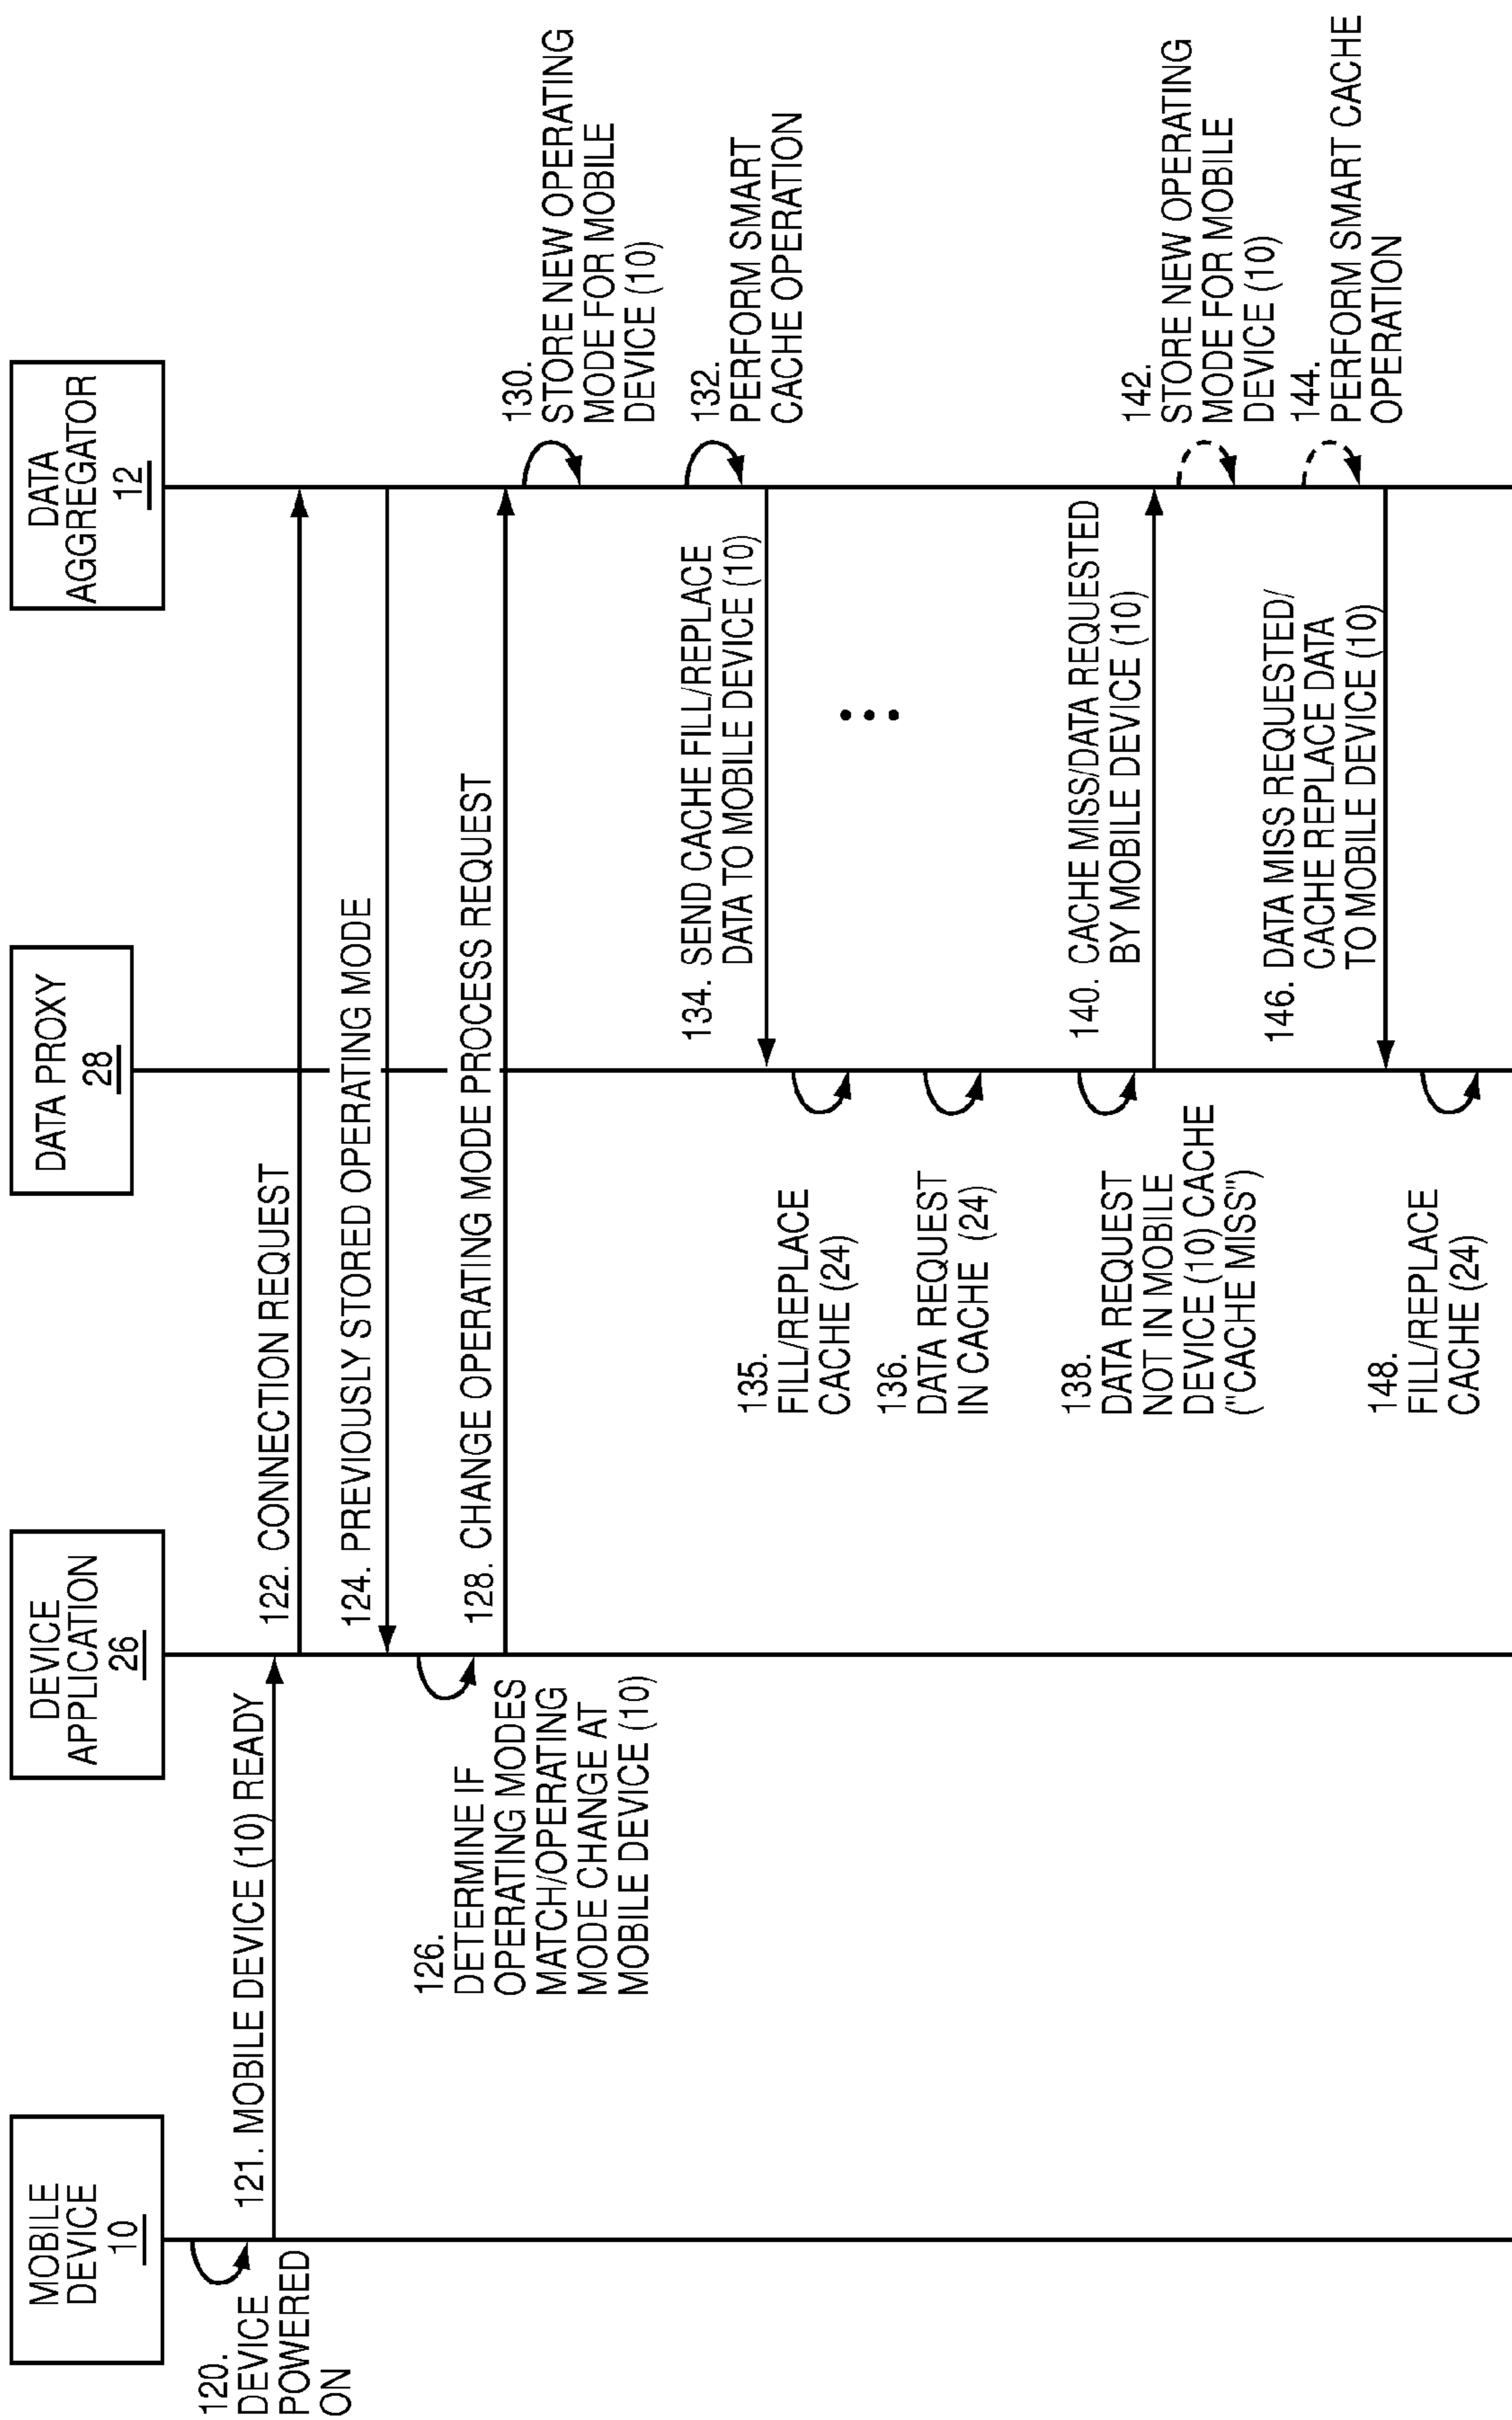 MOBILE
DEVICE
10
DEVICE
APPLICATION
26
DATA PROXY
28
DATA
AGGREGATOR
12
120.
DEVICE
POWERED
ON
121. MOBILE DEVICE (10) READY
122. CONNECTION REQUEST
124. PREVIOUSLY STORED OPERATING MODE
126.
DETERMINE IF
OPERATING MODES
MATCH/OPERATING
MODE CHANGE AT
MOBILE DEVICE (10)
128. CHANGE OPERATING MODE PROCESS REQUEST
130.
STORE NEW OPERATING
MODE FOR MOBILE
DEVICE (10)
132.
PERFORM SMART
CACHE OPERATION
134. SEND CACHE FILL/REPLACE
DATA TO MOBILE DEVICE (10)
135.
FILL/REPLACE
CACHE (24)
136.
DATA REQUEST
IN CACHE (24)
138.
DATA REQUEST
NOT IN MOBILE
DEVICE (10) CACHE
("CACHE MISS")
140. CACHE MISS/DATA REQUESTED
BY MOBILE DEVICE (10)
142.
STORE NEW OPERATING
MODE FOR MOBILE
DEVICE (10)
144.
PERFORM SMART CACHE
OPERATION
146. DATA MISS REQUESTED/
CACHE REPLACE DATA
TO MOBILE DEVICE (10)
148.
FILL/REPLACE
CACHE (24)